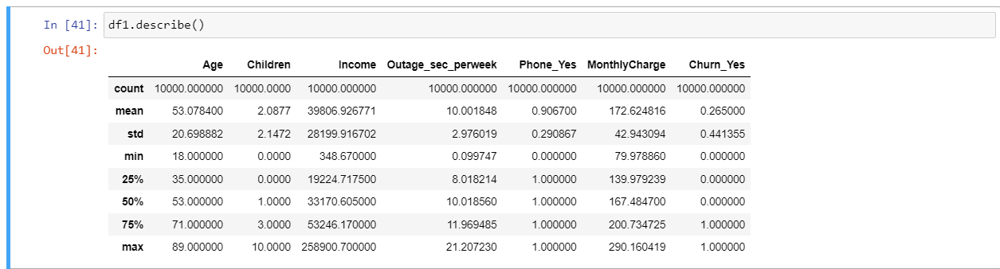 In [41]: df1.describe()
Out[41]:
Age Children Income Outage_sec_perweek Phone_Yes MonthlyCharge Churn_Yes
count 10000.000000 10000.0000 10000.000000 10000.000000 10000.000000 10000.000000 10000.000000
mean 53.078400 2.0877 39806.926771 10.001848 0.906700 172.624816 0.265000
std 20.698882 2.1472 28199.916702 2.976019 0.290867 42.943094 0.441355
min 18.000000 0.0000 348.670000 0.099747 0.000000 79.978860 0.000000
25% 35.000000 0.0000 19224.717500 8.018214 1.000000 139.979239 0.000000
50% 53.000000 1.0000 33170.605000 10.018560 1.000000 167.484700 0.000000
75% 71.000000 3.0000 53246.170000 11.969485 1.000000 200.734725 1.000000
max 89.000000 10.0000 258900.700000 21.207230 1.000000 290.160419 1.000000